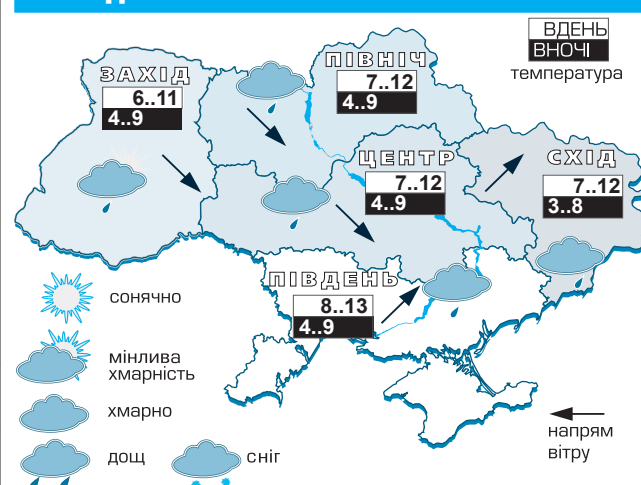 ВДЕНЬ
ВНОЧІ
температура
ПІВНІЧ
7..12
4..9
ЗАХІД
6..11
4..9
ЦЕНТР
7..12
4..9
СХІД
7..12
3..8
ПІВДЕНЬ
8..13
4..9
сонячно
мінлива
хмарність
хмарно
дощ
сніг
напрям
вітру